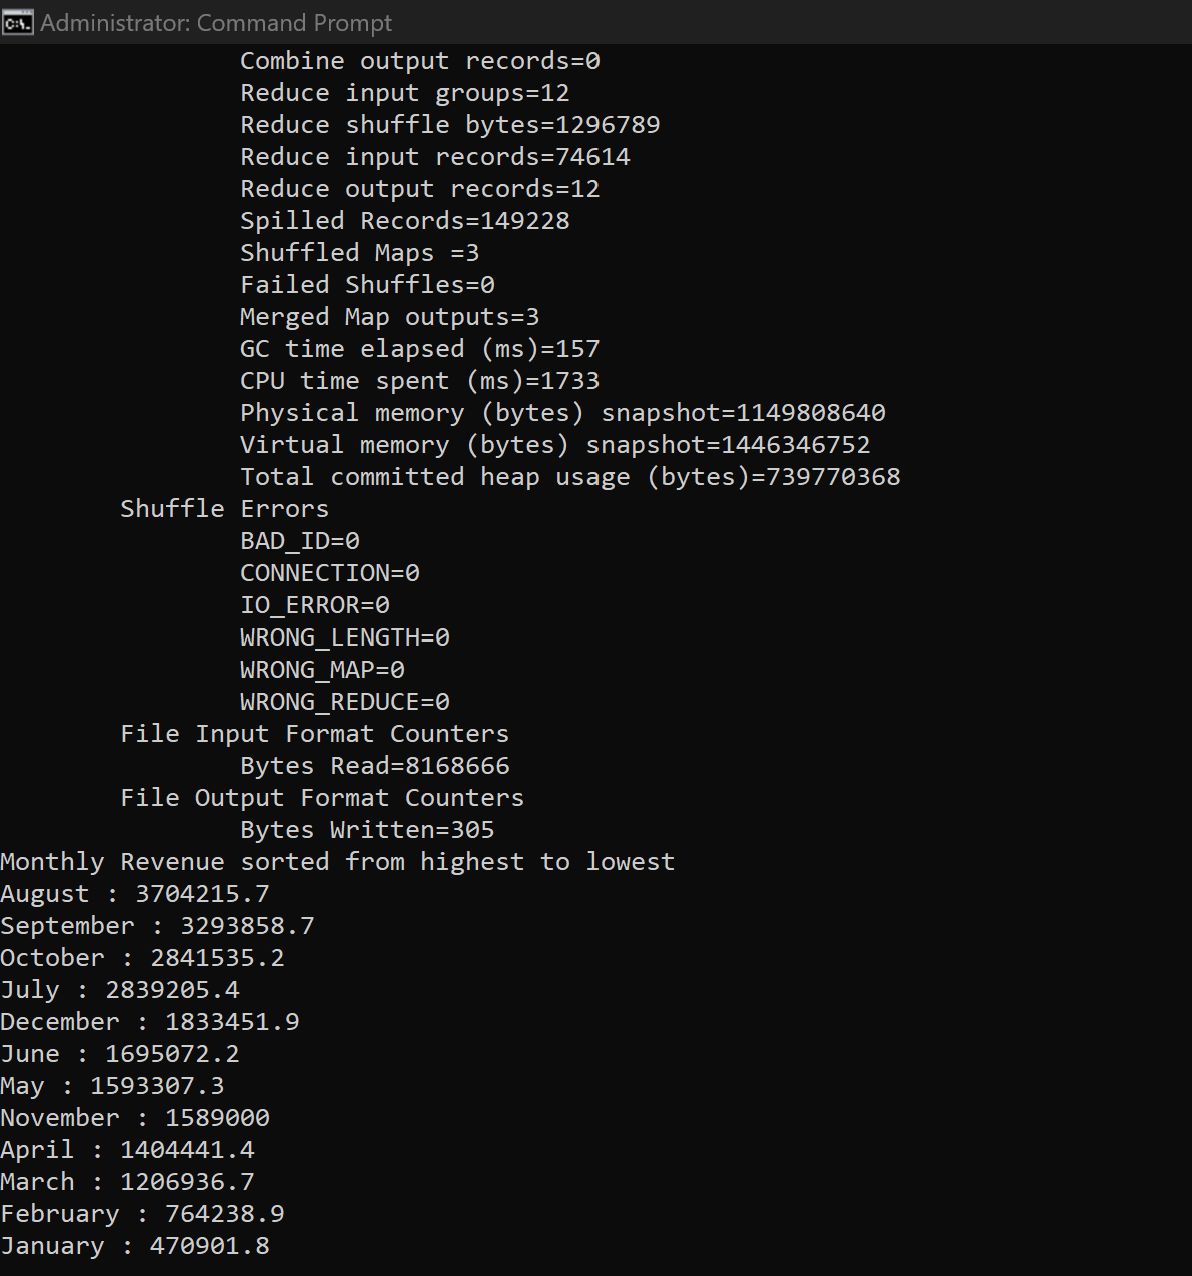 Administrator: Command Prompt
Combine output records=0
Reduce input groups=12
Reduce shuffle bytes=1296789
Reduce input records=74614
Reduce output records=12
Spilled Records=149228
Shuffled Maps =3
Failed Shuffles=0
Merged Map outputs=3
GC time elapsed (ms)=157
CPU time spent (ms)=1733
Physical memory (bytes) snapshot=1149808640
Virtual memory (bytes) snapshot=1446346752
Total committed heap usage (bytes)=739770368
Shuffle Errors
BAD_ID=0
CONNECTION=0
IO_ERROR=0
WRONG_LENGTH=0
WRONG_MAP=0
WRONG_REDUCE=0
File Input Format Counters
Bytes Read=8168666
File Output Format Counters
Bytes Written=305
Monthly Revenue sorted from highest to lowest
August : 3704215.7
September : 3293858.7
October : 2841535.2
July : 2839205.4
December : 1833451.9
June : 1695072.2
May : 1593307.3
November : 1589000
April : 1404441.4
March : 1206936.7
February : 764238.9
January : 470901.8